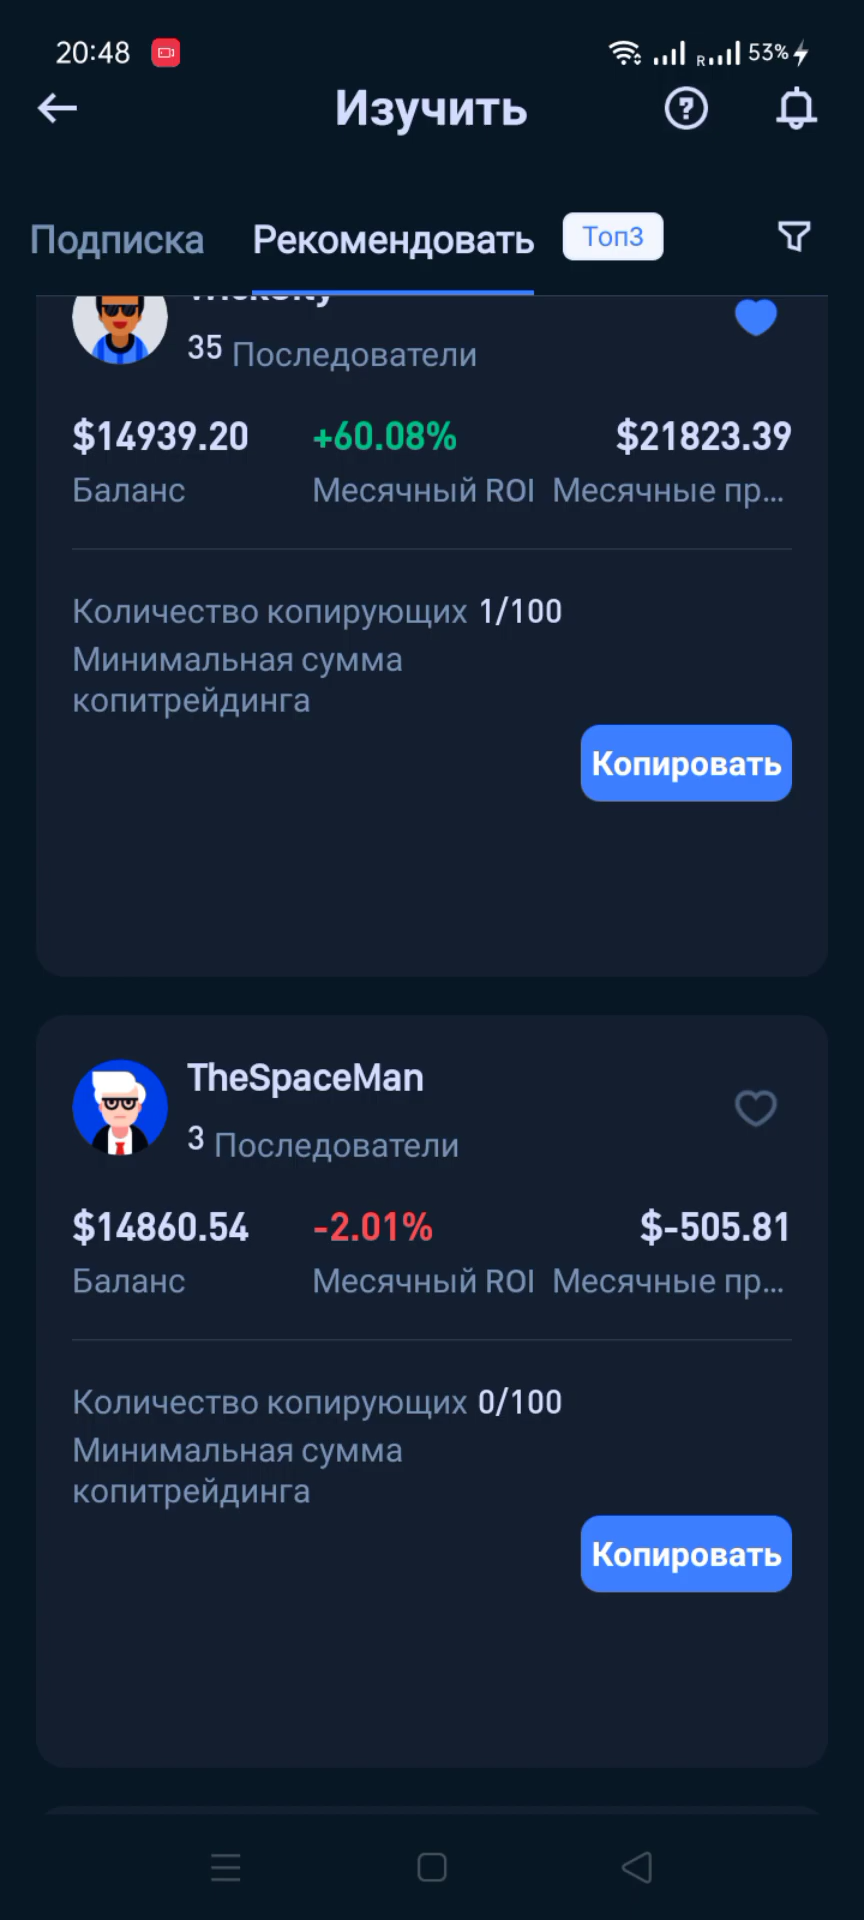 20:48
R 53%
Изучить
Подписка Рекомендовать Топ3
35 Последователи
$14939.20 +60.08% $21823.39
Баланс Месячный ROI Месячные пр...
Количество копирующих 1/100
Минимальная сумма
копитрейдинга
Копировать
TheSpaceMan
3 Последователи
$14860.54 -2.01% $-505.81
Баланс Месячный ROI Месячные пр...
Количество копирующих 0/100
Минимальная сумма
копитрейдинга
Копировать